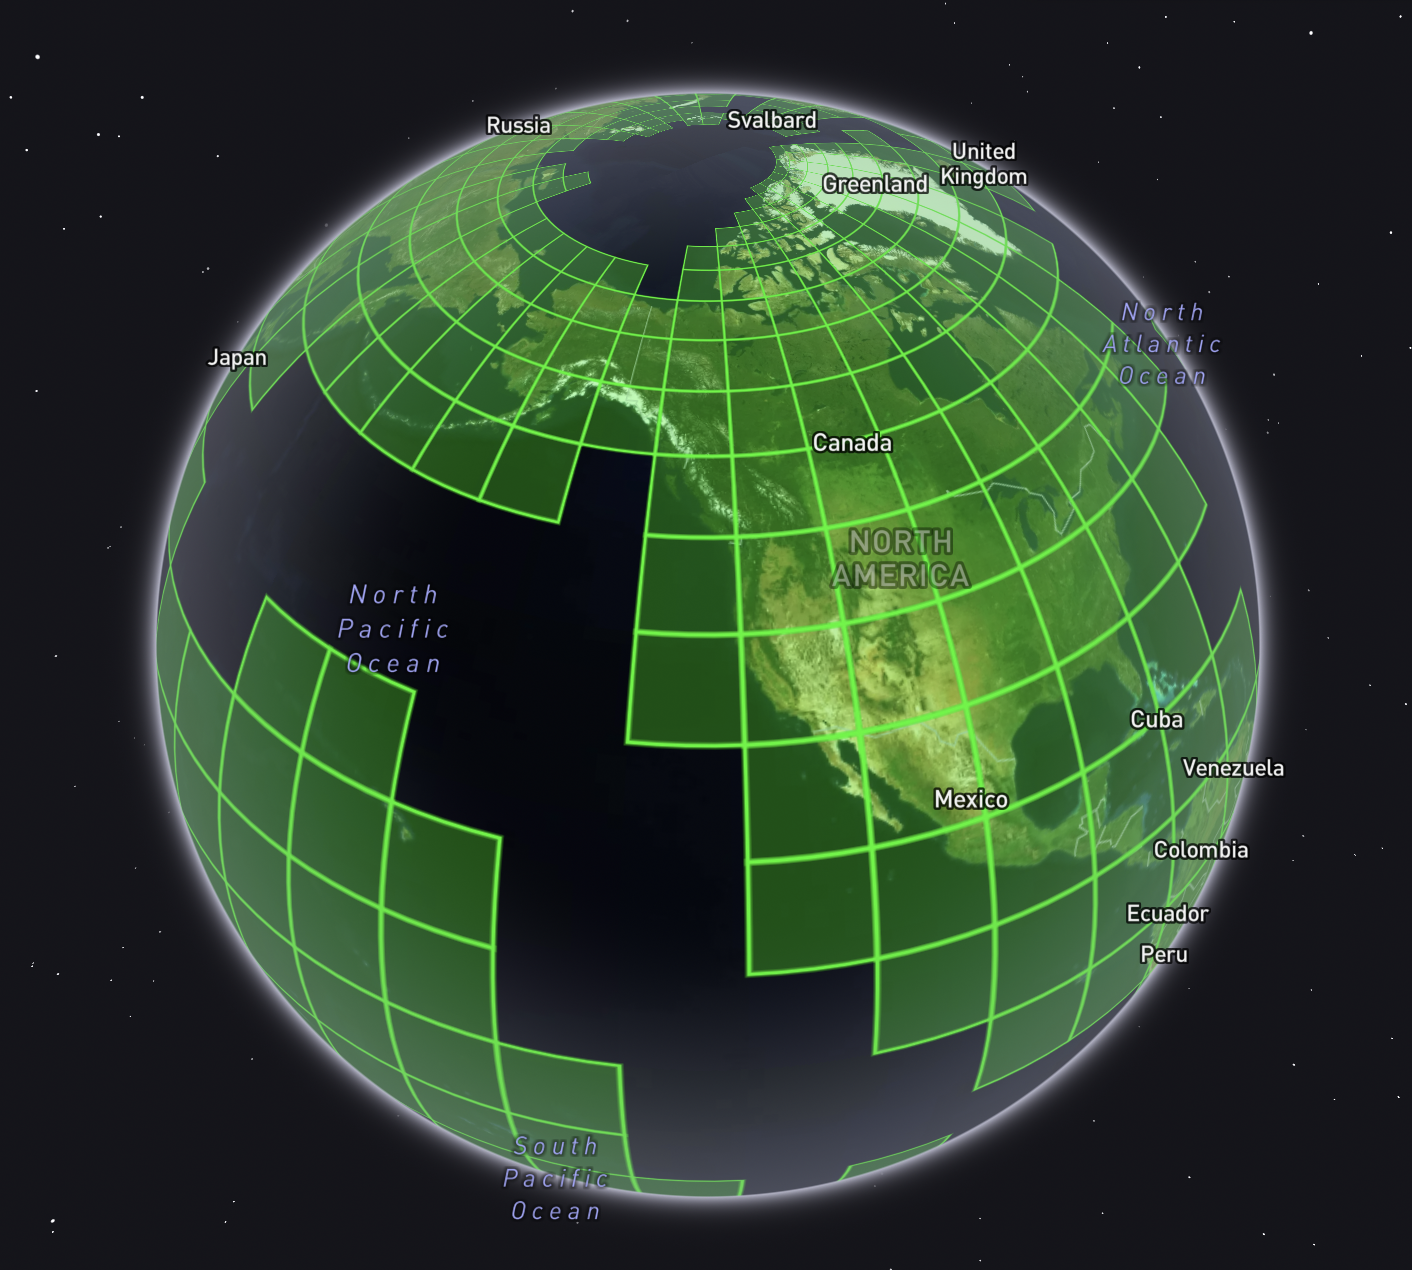 Svalbard
Russia
United
Kingdom
Greenland
North
Atlantic
Ocean
Japan
Canada
NORTH
AMERICA
North
Pacific
Ocean
Cuba
Venezuela
Mexico
Colombia
Ecuador
Peru
South
Pacific
Ocean